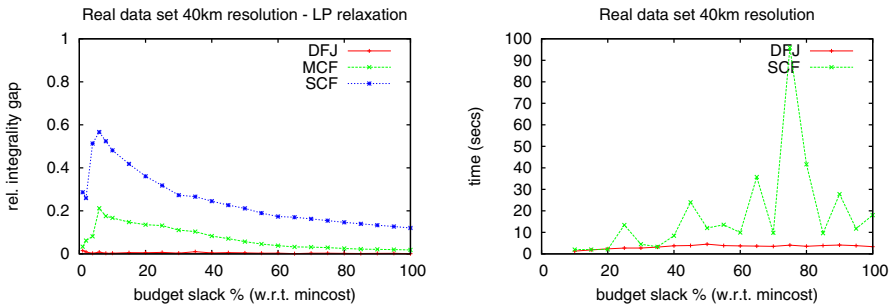 Real data set 40km resolution - LP relaxation
rel. integrality gap
1
0.8
0.6
0.4
0.2
0
DFJ
MCF
SCF
0 20 40 60 80 100
budget slack % (w.r.t. mincost)
Real data set 40km resolution
time (secs)
100
90
80
70
60
50
40
30
20
10
0
DFJ
SCF
0 20 40 60 80 100
budget slack % (w.r.t. mincost)